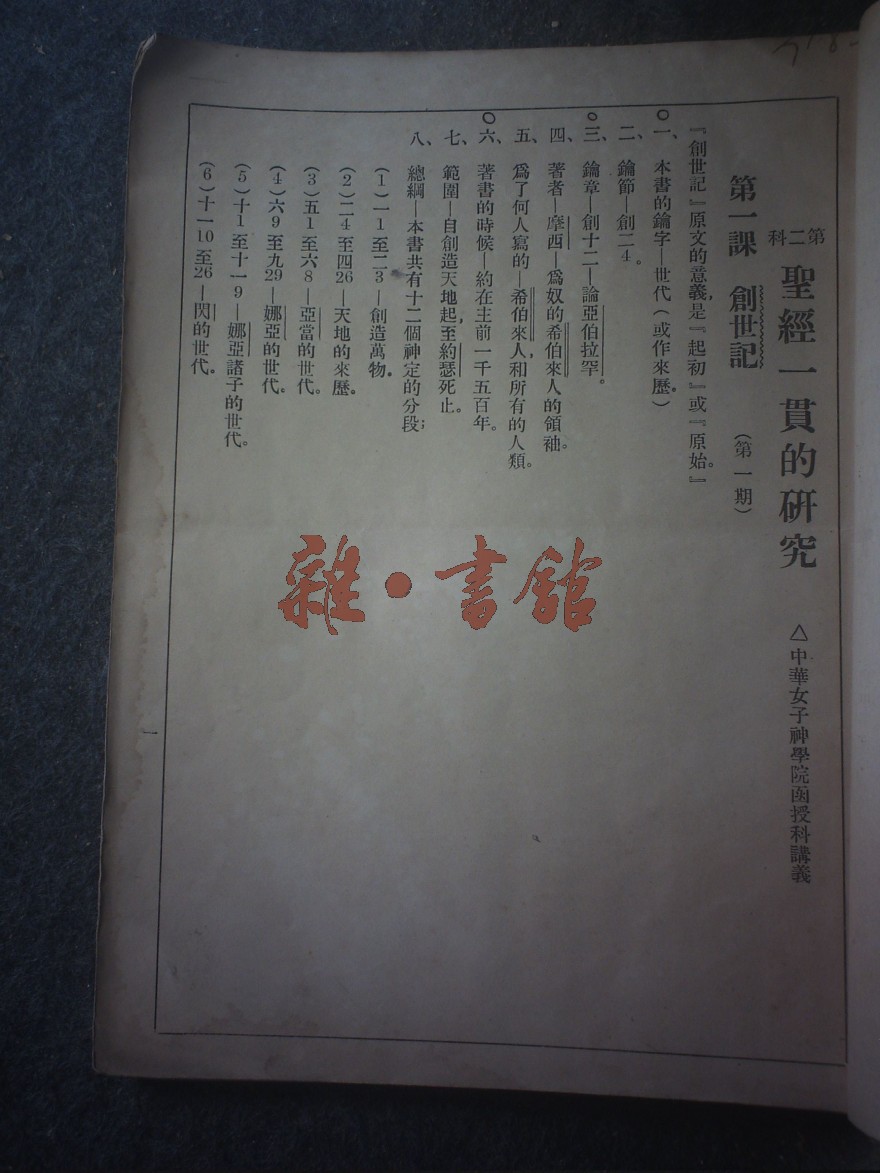 第二科
聖經一貫的研究
△中華女子神學院函授科講義
第一課 創世記 (第一期)
『創世記』原文的意義,是『起初』或『原始。』
一、本書的鑰字—世代(或作來歷。)
二、鑰節—創二4。
三、鑰章—創十二—論亞伯拉罕。
四、著者—摩西—爲奴的希伯來人的領袖。
五、爲了何人寫的—希伯來人,和所有的人類。
六、著書的時候—約在主前一千五百年。
七、範圍—自創造天地起,至約瑟死止。
八、總綱—本書共有十二個神定的分段;
(1)一1至二3—創造萬物。
(2)二4至四26—天地的來歷。
(3)五1至六8—亞當的世代。
(4)六9至九29—娜亞的世代。
(5)十1至十一9—娜亞諸子的世代。
(6)十一10至26—閃的世代。
一
雜·書館